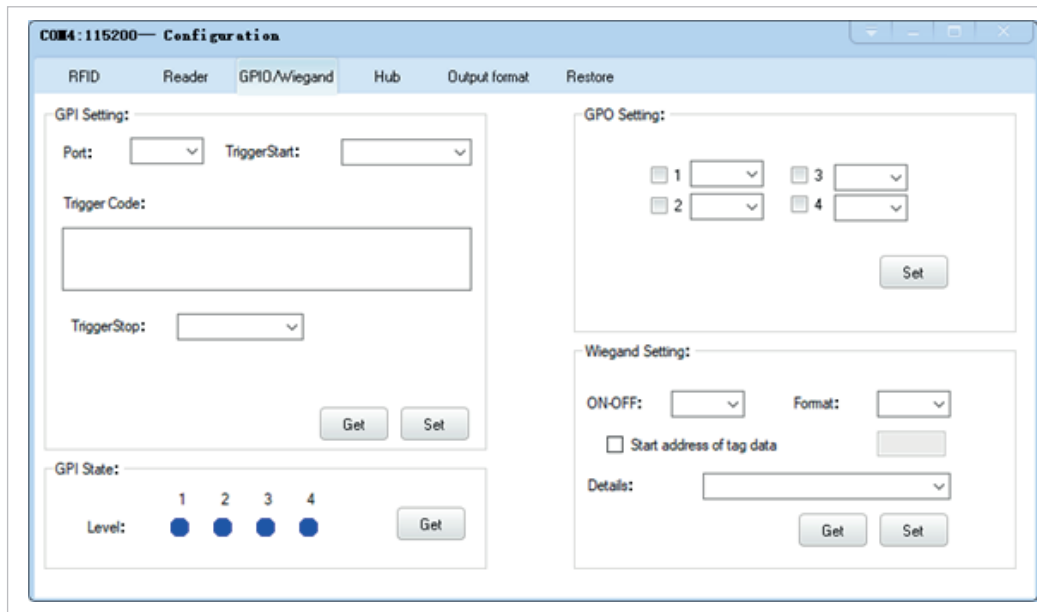 COM4:115200— Configuration
RFID Reader GPIO/Wiegand Hub Output format Restore
GPI Setting:
Port: TriggerStart:
Trigger Code:
TriggerStop:
Get Set
GPI State:
1 2 3 4
Level: Get
GPO Setting:
1 3
2 4
Set
Wiegand Setting:
ON-OFF: Format:
Start address of tag data
Details:
Get Set